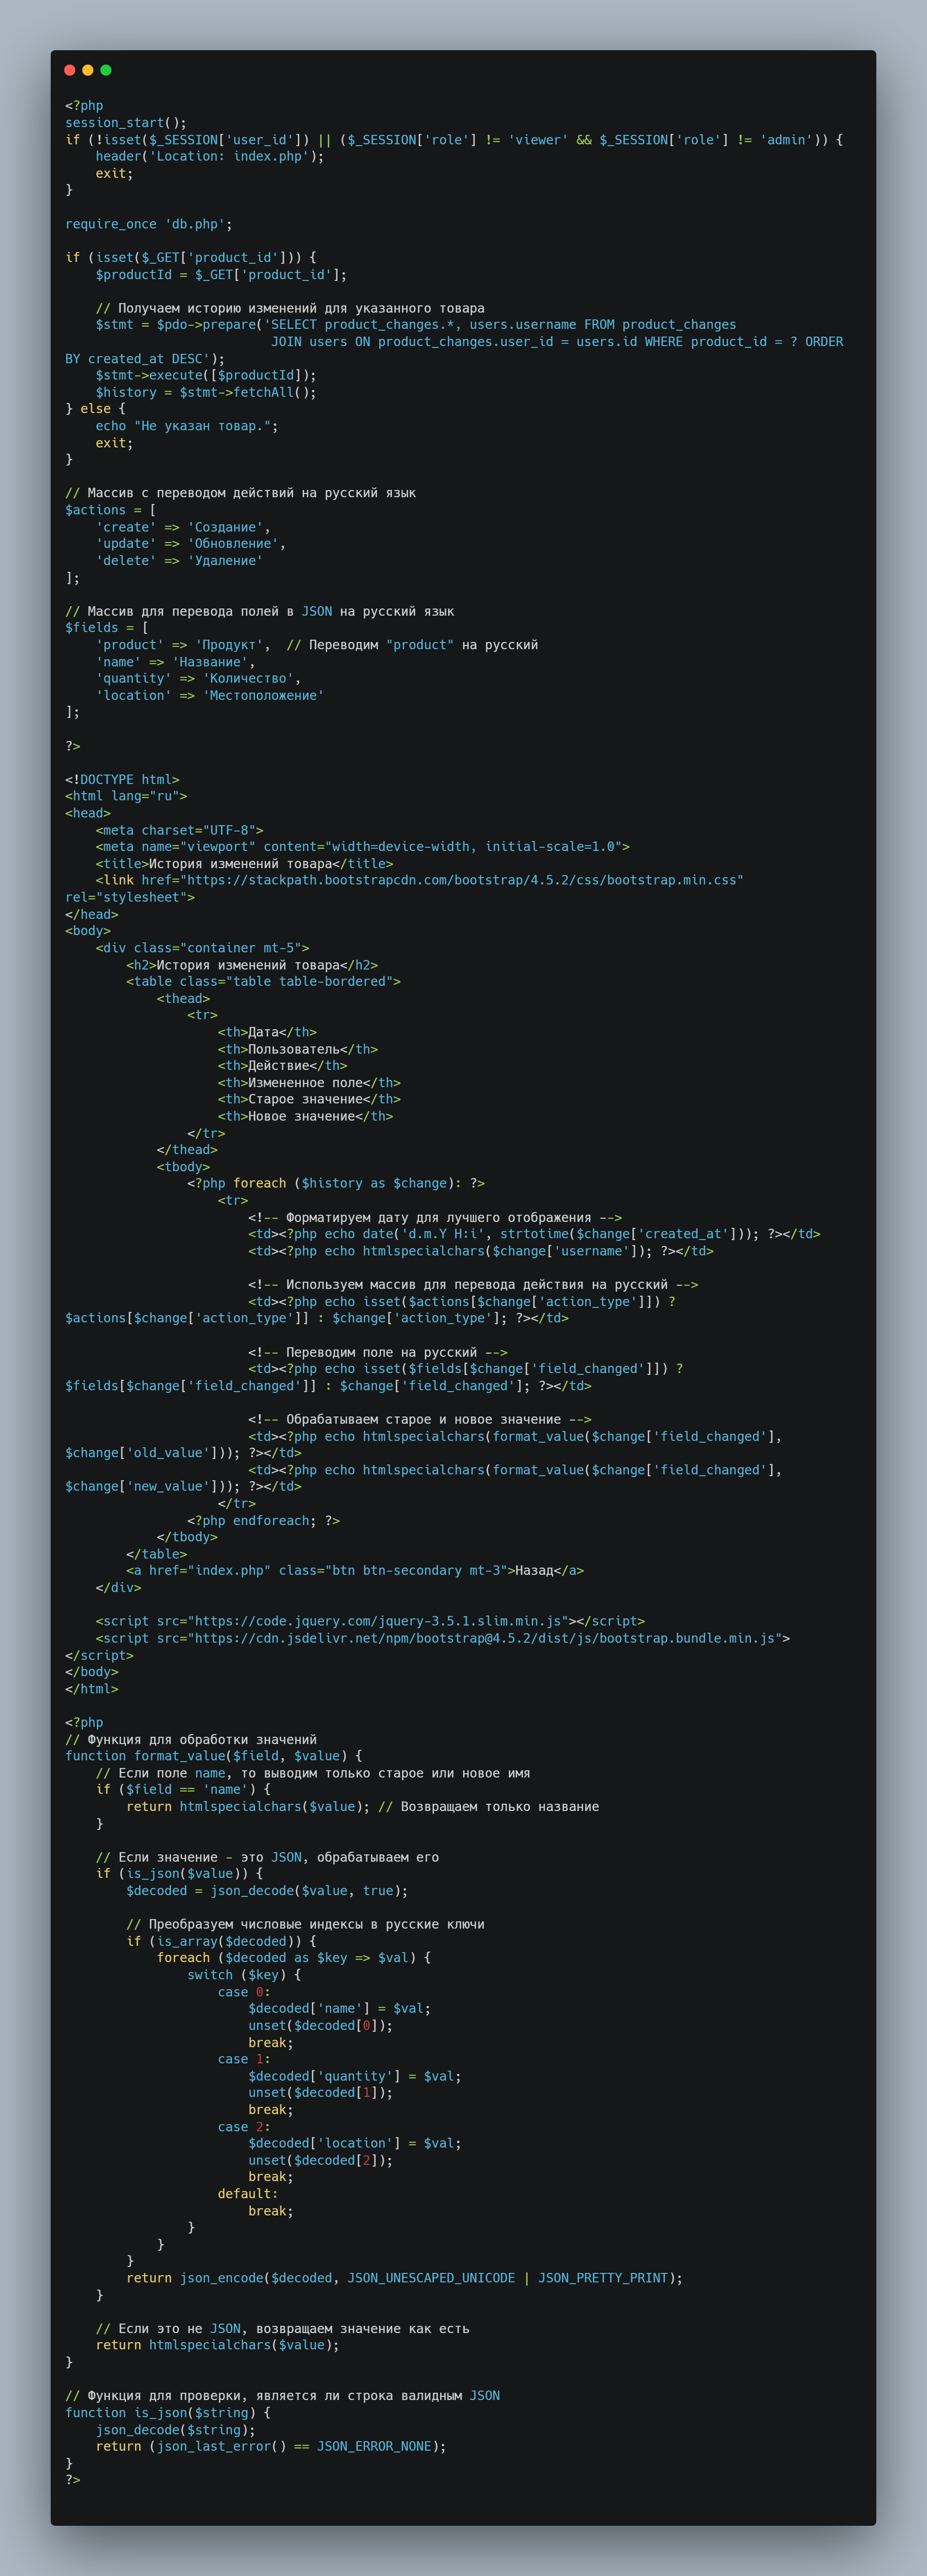 <?php
session_start();
if (!isset($_SESSION['user_id']) || ($_SESSION['role'] != 'viewer' && $_SESSION['role'] != 'admin')) {
    header('Location: index.php');
    exit;
}

require_once 'db.php';

if (isset($_GET['product_id'])) {
    $productId = $_GET['product_id'];

    // Получаем историю изменений для указанного товара
    $stmt = $pdo->prepare('SELECT product_changes.*, users.username FROM product_changes
                           JOIN users ON product_changes.user_id = users.id WHERE product_id = ? ORDER
BY created_at DESC');
    $stmt->execute([$productId]);
    $history = $stmt->fetchAll();
} else {
    echo "Не указан товар.";
    exit;
}

// Массив с переводом действий на русский язык
$actions = [
    'create' => 'Создание',
    'update' => 'Обновление',
    'delete' => 'Удаление'
];

// Массив для перевода полей в JSON на русский язык
$fields = [
    'product' => 'Продукт',  // Переводим "product" на русский
    'name' => 'Название',
    'quantity' => 'Количество',
    'location' => 'Местоположение'
];

?>

<!DOCTYPE html>
<html lang="ru">
<head>
    <meta charset="UTF-8">
    <meta name="viewport" content="width=device-width, initial-scale=1.0">
    <title>История изменений товара</title>
    <link href="https://stackpath.bootstrapcdn.com/bootstrap/4.5.2/css/bootstrap.min.css"
rel="stylesheet">
</head>
<body>
    <div class="container mt-5">
        <h2>История изменений товара</h2>
        <table class="table table-bordered">
            <thead>
                <tr>
                    <th>Дата</th>
                    <th>Пользователь</th>
                    <th>Действие</th>
                    <th>Измененное поле</th>
                    <th>Старое значение</th>
                    <th>Новое значение</th>
                </tr>
            </thead>
            <tbody>
                <?php foreach ($history as $change): ?>
                    <tr>
                        <!-- Форматируем дату для лучшего отображения -->
                        <td><?php echo date('d.m.Y H:i', strtotime($change['created_at'])); ?></td>
                        <td><?php echo htmlspecialchars($change['username']); ?></td>

                        <!-- Используем массив для перевода действия на русский -->
                        <td><?php echo isset($actions[$change['action_type']]) ?
$actions[$change['action_type']] : $change['action_type']; ?></td>

                        <!-- Переводим поле на русский -->
                        <td><?php echo isset($fields[$change['field_changed']]) ?
$fields[$change['field_changed']] : $change['field_changed']; ?></td>

                        <!-- Обрабатываем старое и новое значение -->
                        <td><?php echo htmlspecialchars(format_value($change['field_changed'],
$change['old_value'])); ?></td>
                        <td><?php echo htmlspecialchars(format_value($change['field_changed'],
$change['new_value'])); ?></td>
                    </tr>
                <?php endforeach; ?>
            </tbody>
        </table>
        <a href="index.php" class="btn btn-secondary mt-3">Назад</a>
    </div>

    <script src="https://code.jquery.com/jquery-3.5.1.slim.min.js"></script>
    <script src="https://cdn.jsdelivr.net/npm/bootstrap@4.5.2/dist/js/bootstrap.bundle.min.js">
</script>
</body>
</html>

<?php
// Функция для обработки значений
function format_value($field, $value) {
    // Если поле name, то выводим только старое или новое имя
    if ($field == 'name') {
        return htmlspecialchars($value); // Возвращаем только название
    }

    // Если значение - это JSON, обрабатываем его
    if (is_json($value)) {
        $decoded = json_decode($value, true);

        // Преобразуем числовые индексы в русские ключи
        if (is_array($decoded)) {
            foreach ($decoded as $key => $val) {
                switch ($key) {
                    case 0:
                        $decoded['name'] = $val;
                        unset($decoded[0]);
                        break;
                    case 1:
                        $decoded['quantity'] = $val;
                        unset($decoded[1]);
                        break;
                    case 2:
                        $decoded['location'] = $val;
                        unset($decoded[2]);
                        break;
                    default:
                        break;
                }
            }
        }
        return json_encode($decoded, JSON_UNESCAPED_UNICODE | JSON_PRETTY_PRINT);
    }

    // Если это не JSON, возвращаем значение как есть
    return htmlspecialchars($value);
}

// Функция для проверки, является ли строка валидным JSON
function is_json($string) {
    json_decode($string);
    return (json_last_error() == JSON_ERROR_NONE);
}
?>